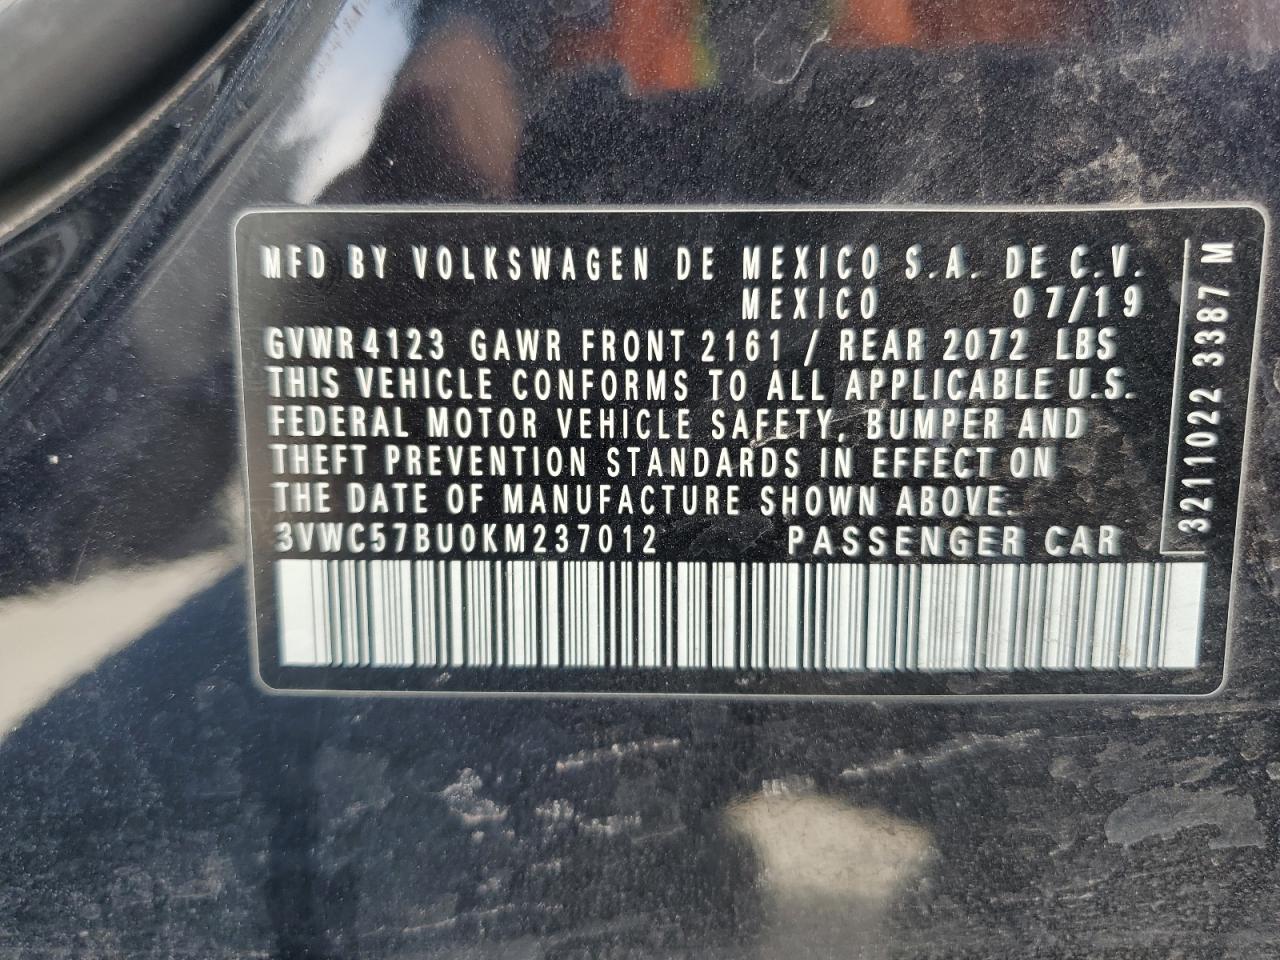 MFD BY VOLKSWAGEN DE MEXICO S.A. DE C.V.
MEXICO 07/19
GVWR 4123 GAWR FRONT 2161 / REAR 2072 LBS
THIS VEHICLE CONFORMS TO ALL APPLICABLE U.S.
FEDERAL MOTOR VEHICLE SAFETY, BUMPER AND
THEFT PREVENTION STANDARDS IN EFFECT ON
THE DATE OF MANUFACTURE SHOWN ABOVE.
3VWC57BU0KM237012 PASSENGER CAR
3211022 3387 M